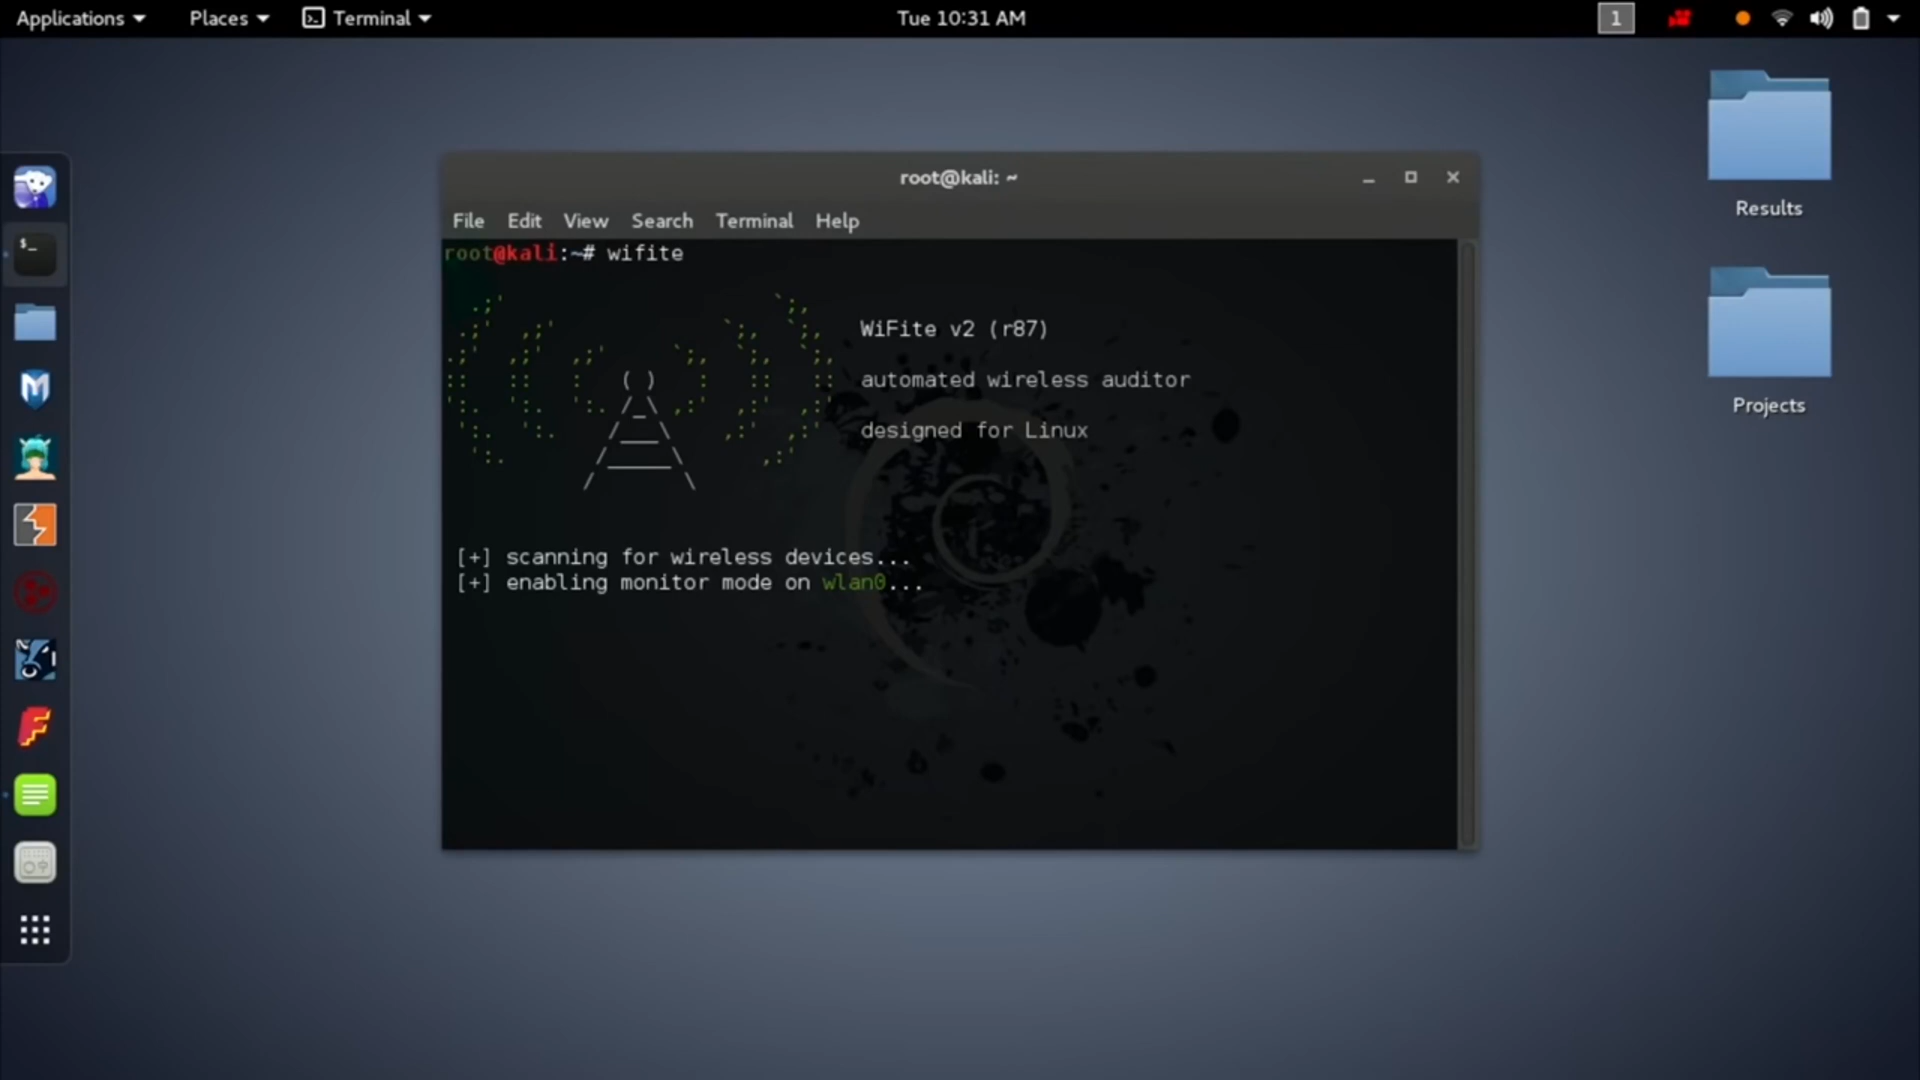 Applications Places Terminal Tue 10:31 AM 1
Results
Projects
root@kali: ~
File Edit View Search Terminal Help
root@kali:~# wifite
WiFite v2 (r87)
automated wireless auditor
designed for Linux
[+] scanning for wireless devices...
[+] enabling monitor mode on wlan0...